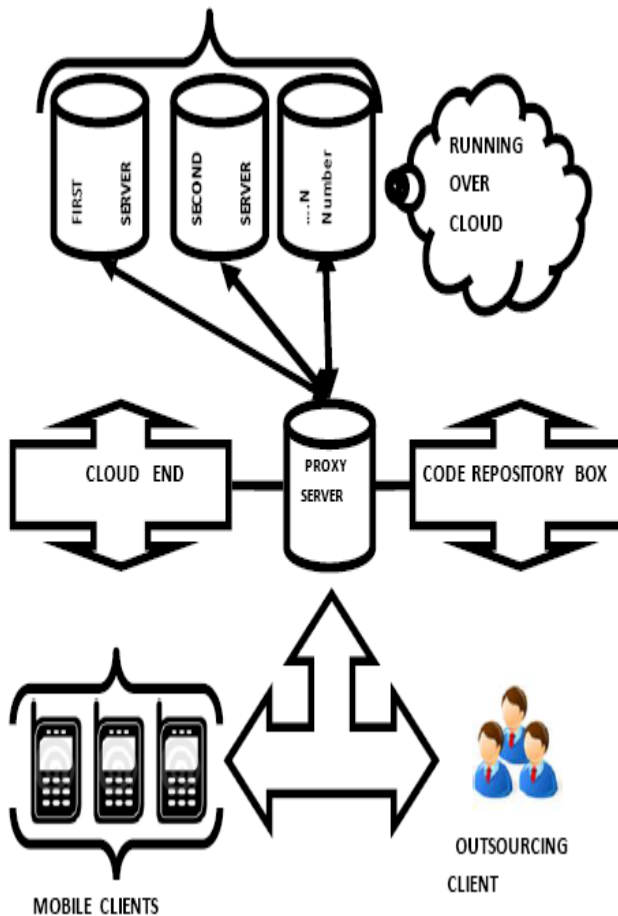 FIRST SERVER
SECOND SERVER
....N
Number
RUNNING
OVER
CLOUD
CLOUD END
PROXY
SERVER
CODE REPOSITORY BOX
MOBILE CLIENTS
OUTSOURCING
CLIENT